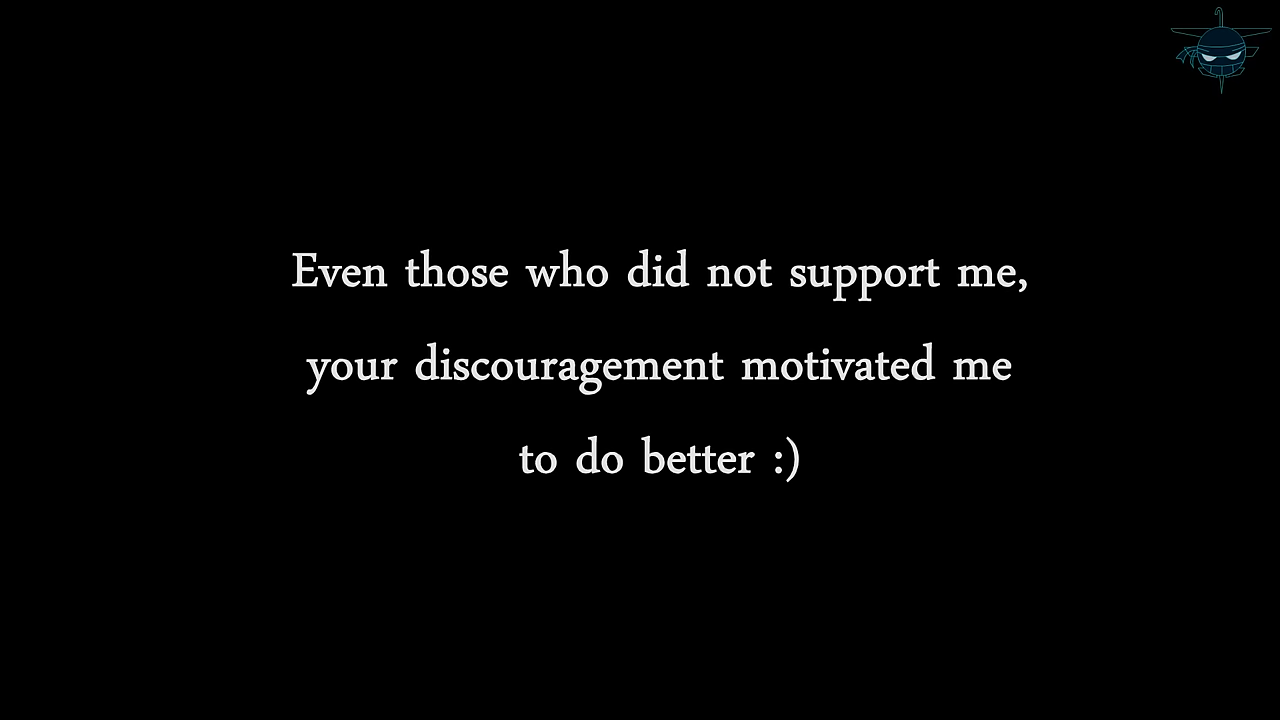 Even those who did not support me,
your discouragement motivated me
to do better :)